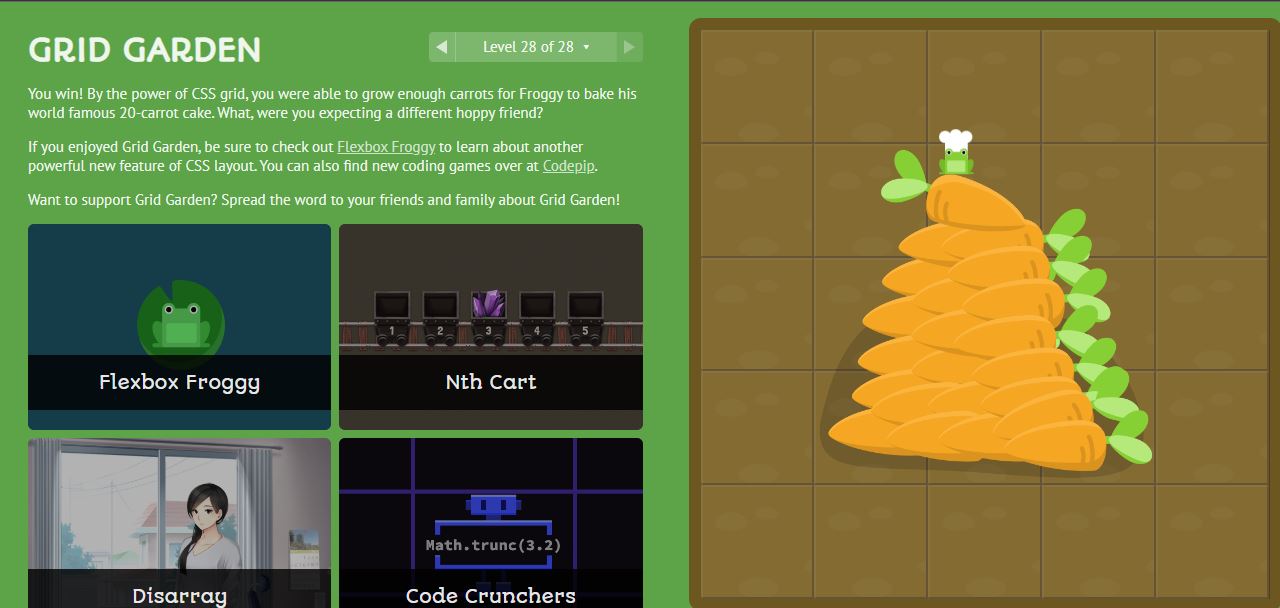 GRID GARDEN
Level 28 of 28
You win! By the power of CSS grid, you were able to grow enough carrots for Froggy to bake his
world famous 20-carrot cake. What, were you expecting a different hoppy friend?
If you enjoyed Grid Garden, be sure to check out Flexbox Froggy to learn about another
powerful new feature of CSS layout. You can also find new coding games over at Codepip.
Want to support Grid Garden? Spread the word to your friends and family about Grid Garden!
1 2 3 4 5
Flexbox Froggy
Nth Cart
Math.trunc(3.2)
Disarray
Code Crunchers